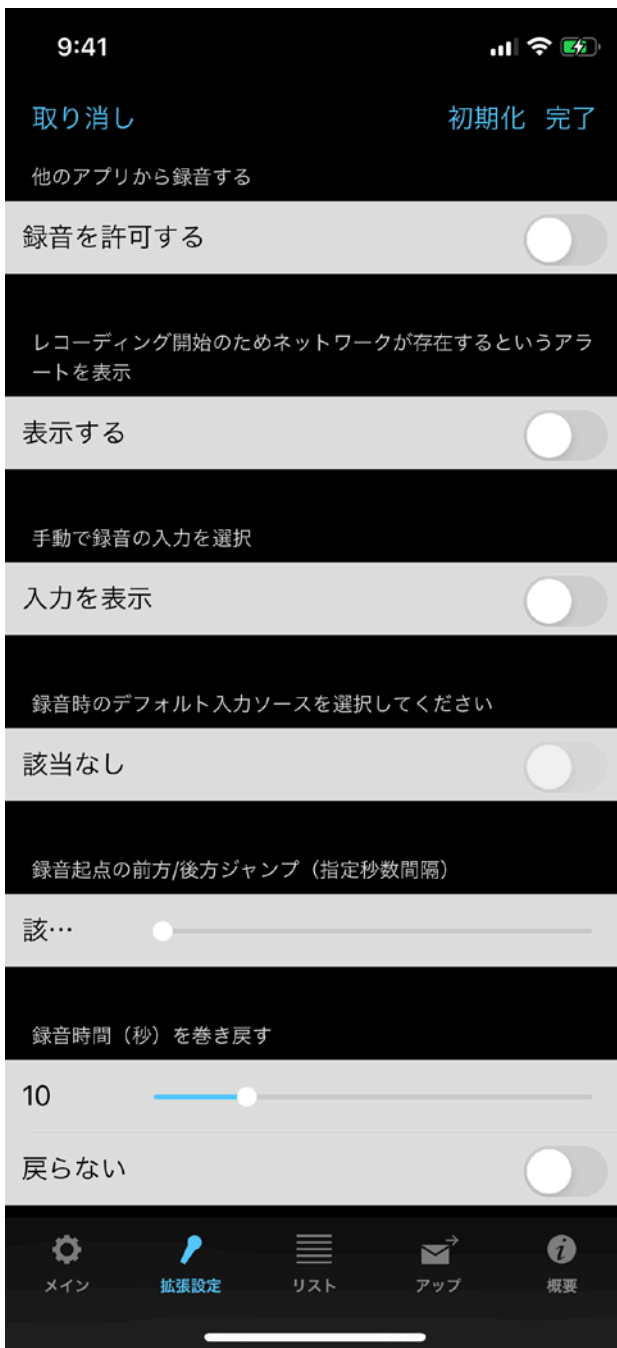 9:41
取り消し 初期化 完了
他のアプリから録音する
録音を許可する
レコーディング開始のためネットワークが存在するというアラ
ートを表示
表示する
手動で録音の入力を選択
入力を表示
録音時のデフォルト入力ソースを選択してください
該当なし
録音起点の前方/後方ジャンプ（指定秒数間隔）
該…
録音時間（秒）を巻き戻す
10
戻らない
メイン 拡張設定 リスト アップ 概要